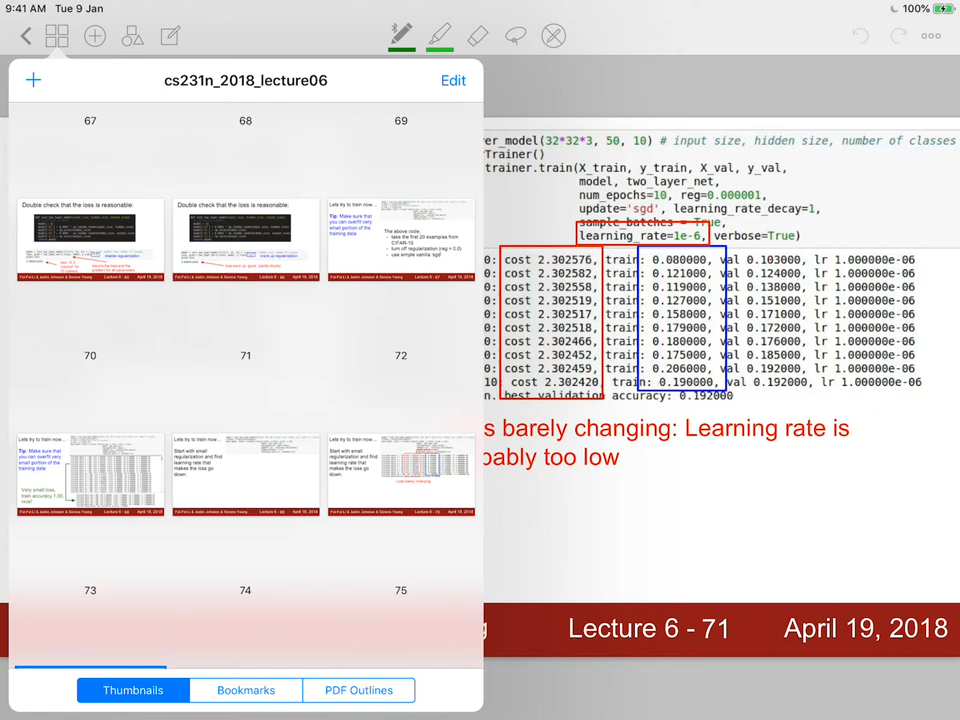 9:41 AM Tue 9 Jan
100%
cs231n_2018_lecture06
Edit
67
68
69
Double check that the loss is reasonable:
Double check that the loss is reasonable:
Lets try to train now…
Tip: Make sure that you can overfit very small portion of the training data
The above code:
- take the first 20 examples from CIFAR-10
- turn off regularization (reg = 0.0)
- use simple vanilla 'sgd'
70
71
72
Lets try to train now…
Tip: Make sure that you can overfit very small portion of the training data
Very small loss, train accuracy 1.00, nice!
Lets try to train now…
Start with small regularization and find learning rate that makes the loss go down.
Lets try to train now…
Start with small regularization and find learning rate that makes the loss go down.
Loss barely changing
73
74
75
Thumbnails
Bookmarks
PDF Outlines
er_model(32*32*3, 50, 10) # input size, hidden size, number of classes
Trainer()
trainer.train(X_train, y_train, X_val, y_val,
model, two_layer_net,
num_epochs=10, reg=0.000001,
update='sgd', learning_rate_decay=1,
sample_batches = True,
learning_rate=1e-6, verbose=True)
0: cost 2.302576, train: 0.080000, val 0.103000, lr 1.000000e-06
0: cost 2.302582, train: 0.121000, val 0.124000, lr 1.000000e-06
0: cost 2.302558, train: 0.119000, val 0.138000, lr 1.000000e-06
0: cost 2.302519, train: 0.127000, val 0.151000, lr 1.000000e-06
0: cost 2.302517, train: 0.158000, val 0.171000, lr 1.000000e-06
0: cost 2.302518, train: 0.179000, val 0.172000, lr 1.000000e-06
0: cost 2.302466, train: 0.180000, val 0.176000, lr 1.000000e-06
0: cost 2.302452, train: 0.175000, val 0.185000, lr 1.000000e-06
0: cost 2.302459, train: 0.206000, val 0.192000, lr 1.000000e-06
10: cost 2.302420, train: 0.190000, val 0.192000, lr 1.000000e-06
n. best validation accuracy: 0.192000
s barely changing: Learning rate is
bably too low
g
Lecture 6 - 71
April 19, 2018